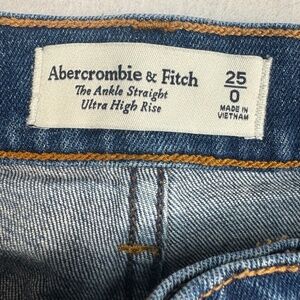 Abercrombie & Fitch
The Ankle Straight
Ultra High Rise
25
0
MADE IN
VIETNAM